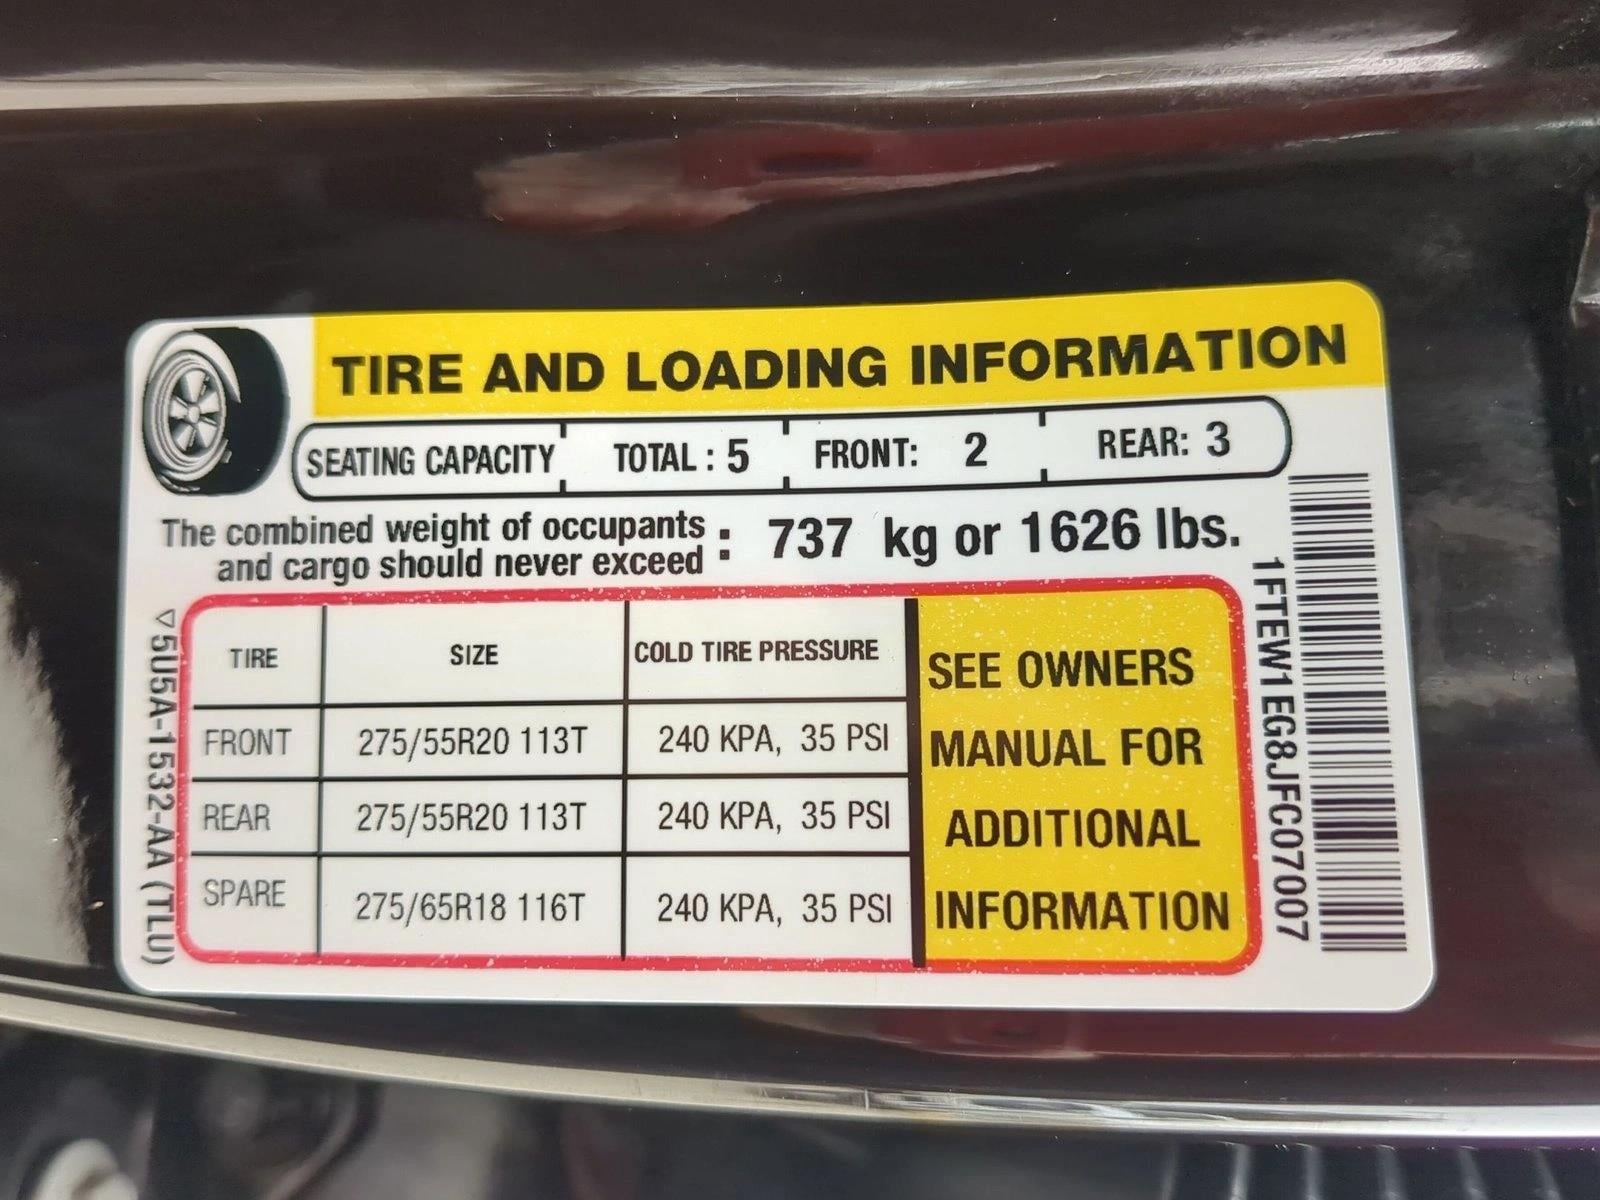 TIRE AND LOADING INFORMATION
SEATING CAPACITY TOTAL : 5 FRONT: 2 REAR: 3
The combined weight of occupants
and cargo should never exceed : 737 kg or 1626 lbs.
TIRE SIZE COLD TIRE PRESSURE
FRONT 275/55R20 113T 240 KPA, 35 PSI
REAR 275/55R20 113T 240 KPA, 35 PSI
SPARE 275/65R18 116T 240 KPA, 35 PSI
SEE OWNERS
MANUAL FOR
ADDITIONAL
INFORMATION
1FTEW1EG8JFC07007
▽5U5A-1532-AA (TLU)